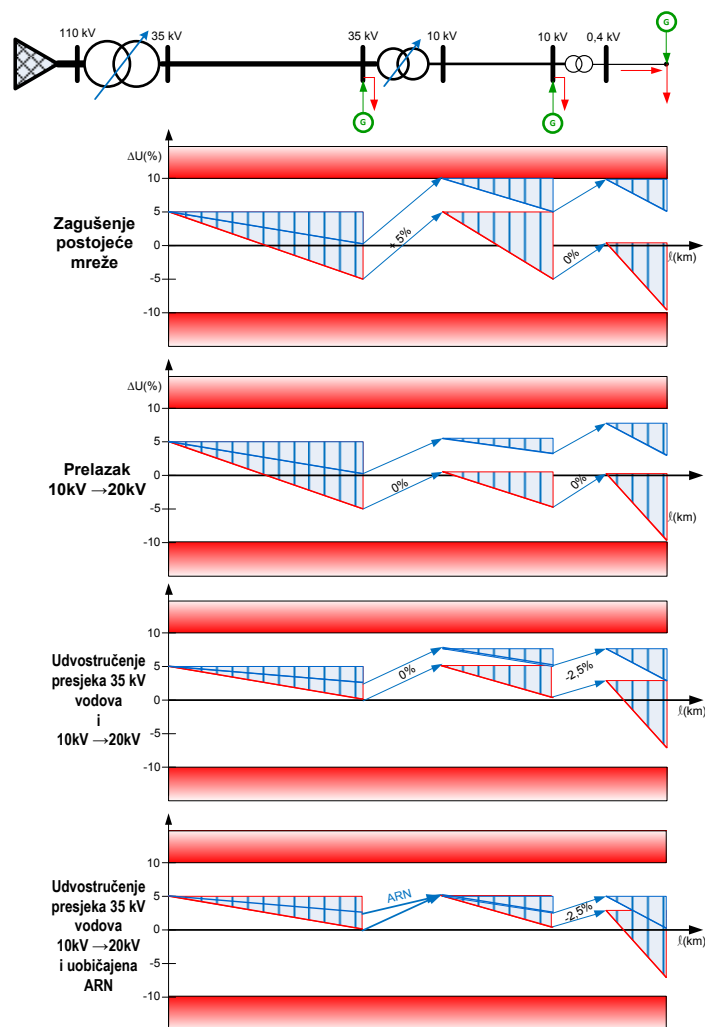 G
110 kV
35 kV
35 kV
10 kV
10 kV
0,4 kV
G
G
ΔU(%)
10
5
0
-5
-10
5%
0%
ℓ(km)
Zagušenje
postojeće
mreže
ΔU(%)
10
5
0
-5
-10
0%
0%
ℓ(km)
Prelazak
10kV →20kV
10
5
0
-5
-10
0%
-2,5%
ℓ(km)
Udvostručenje
presjeka 35 kV
vodova
i
10kV →20kV
10
5
0
-5
-10
ARN
-2,5%
ℓ(km)
Udvostručenje
presjeka 35 kV
vodova
10kV →20kV
i uobičajena
ARN